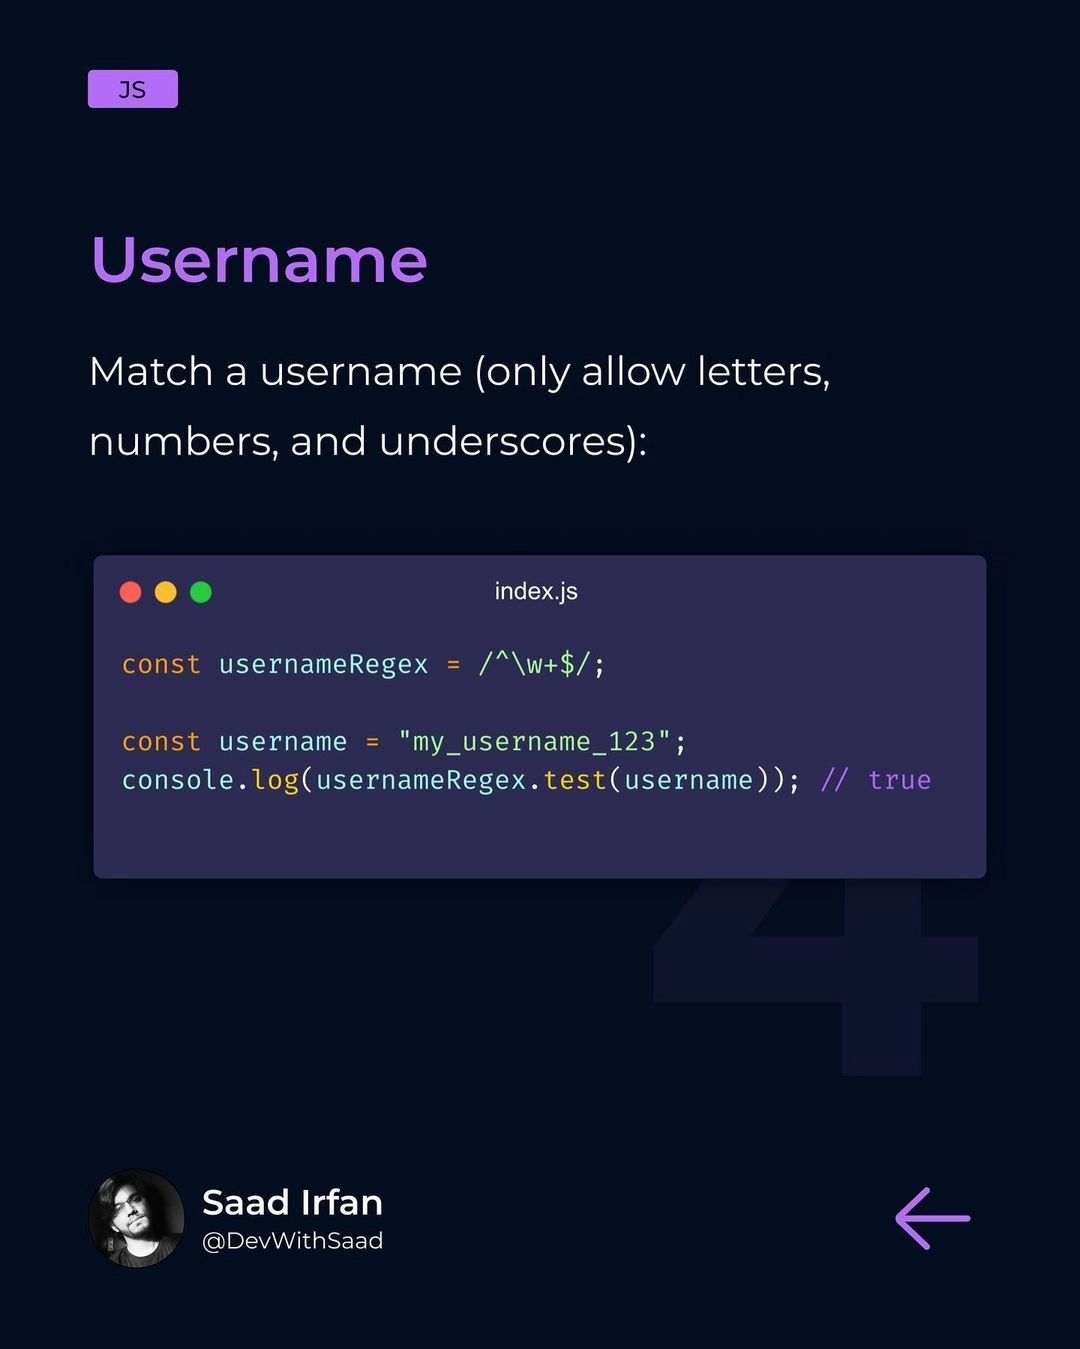 JS
Username
Match a username (only allow letters,
numbers, and underscores):
index.js
const usernameRegex = /^\w+$/;
const username = "my_username_123";
console.log(usernameRegex.test(username)); // true
4
Saad Irfan
@DevWithSaad